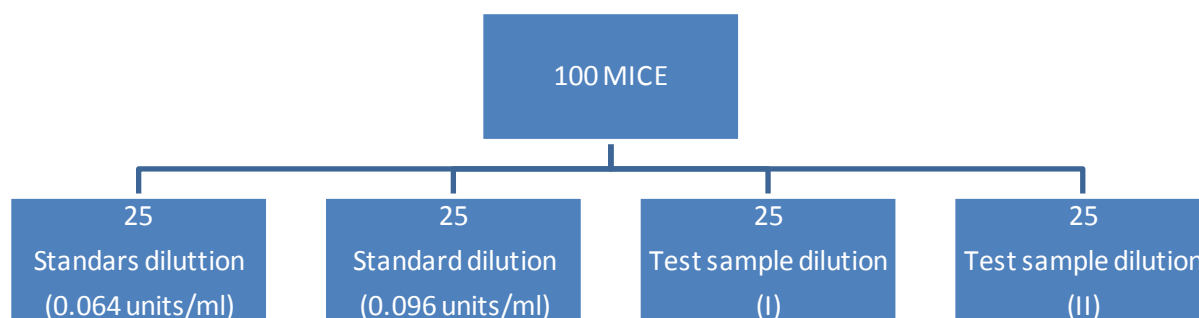 100 MICE
25
Standars diluttion
(0.064 units/ml)
25
Standard dilution
(0.096 units/ml)
25
Test sample dilution
(I)
25
Test sample dilution
(II)